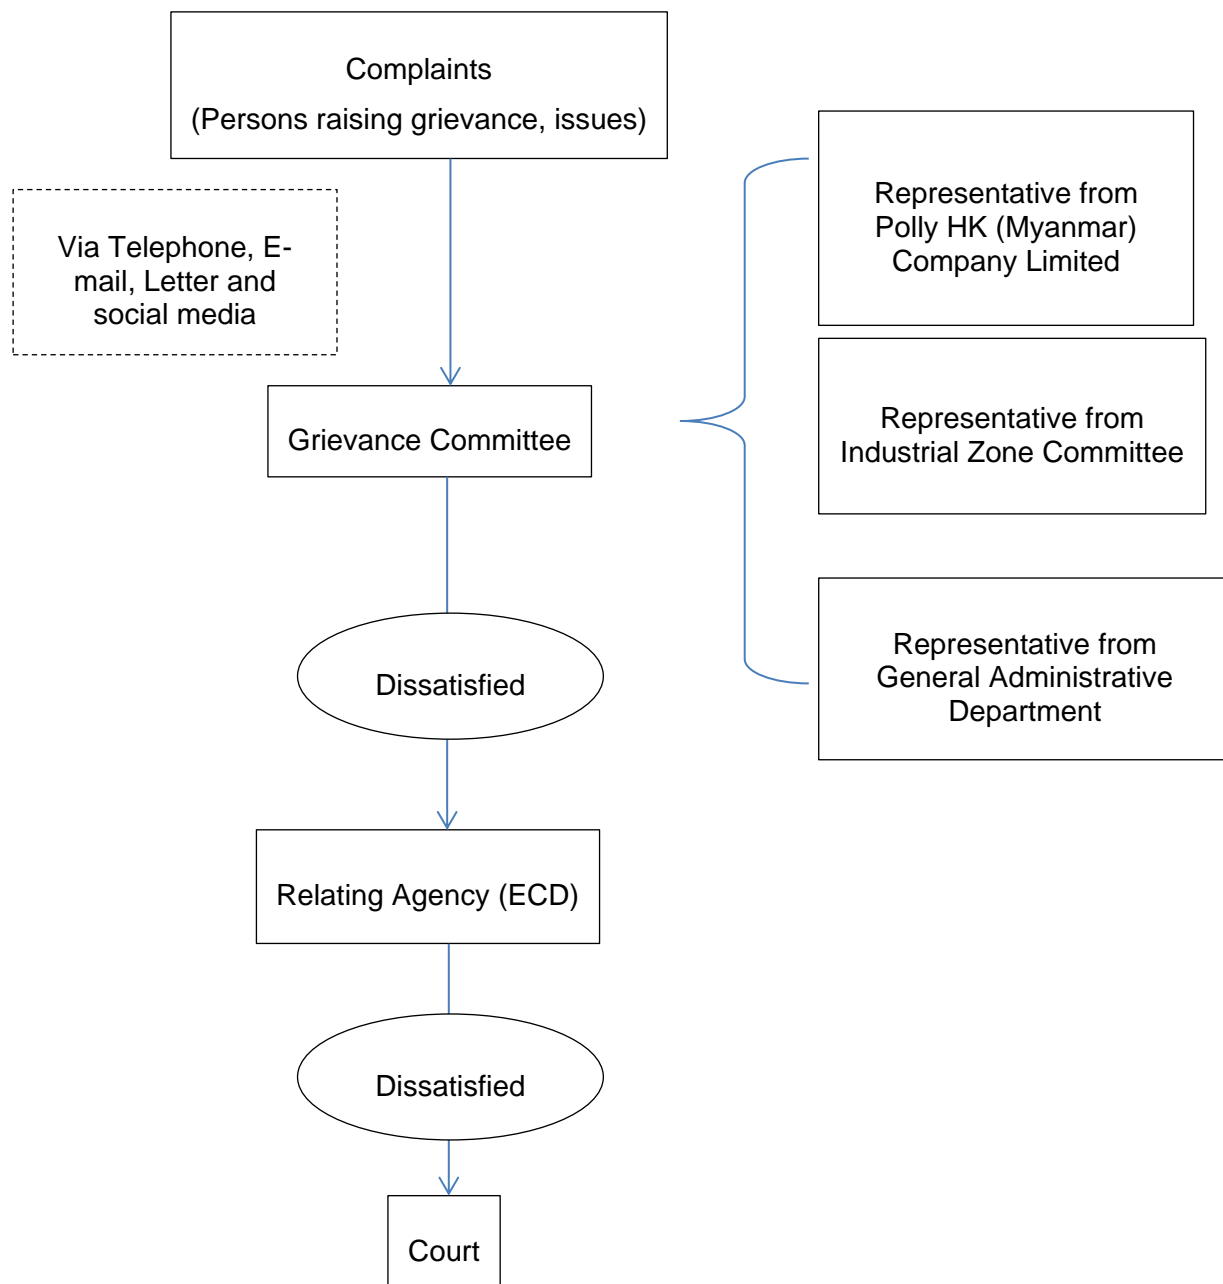 Complaints
(Persons raising grievance, issues)
Via Telephone, E-
mail, Letter and
social media
Representative from
Polly HK (Myanmar)
Company Limited
Grievance Committee
Representative from
Industrial Zone Committee
Dissatisfied
Representative from
General Administrative
Department
Relating Agency (ECD)
Dissatisfied
Court